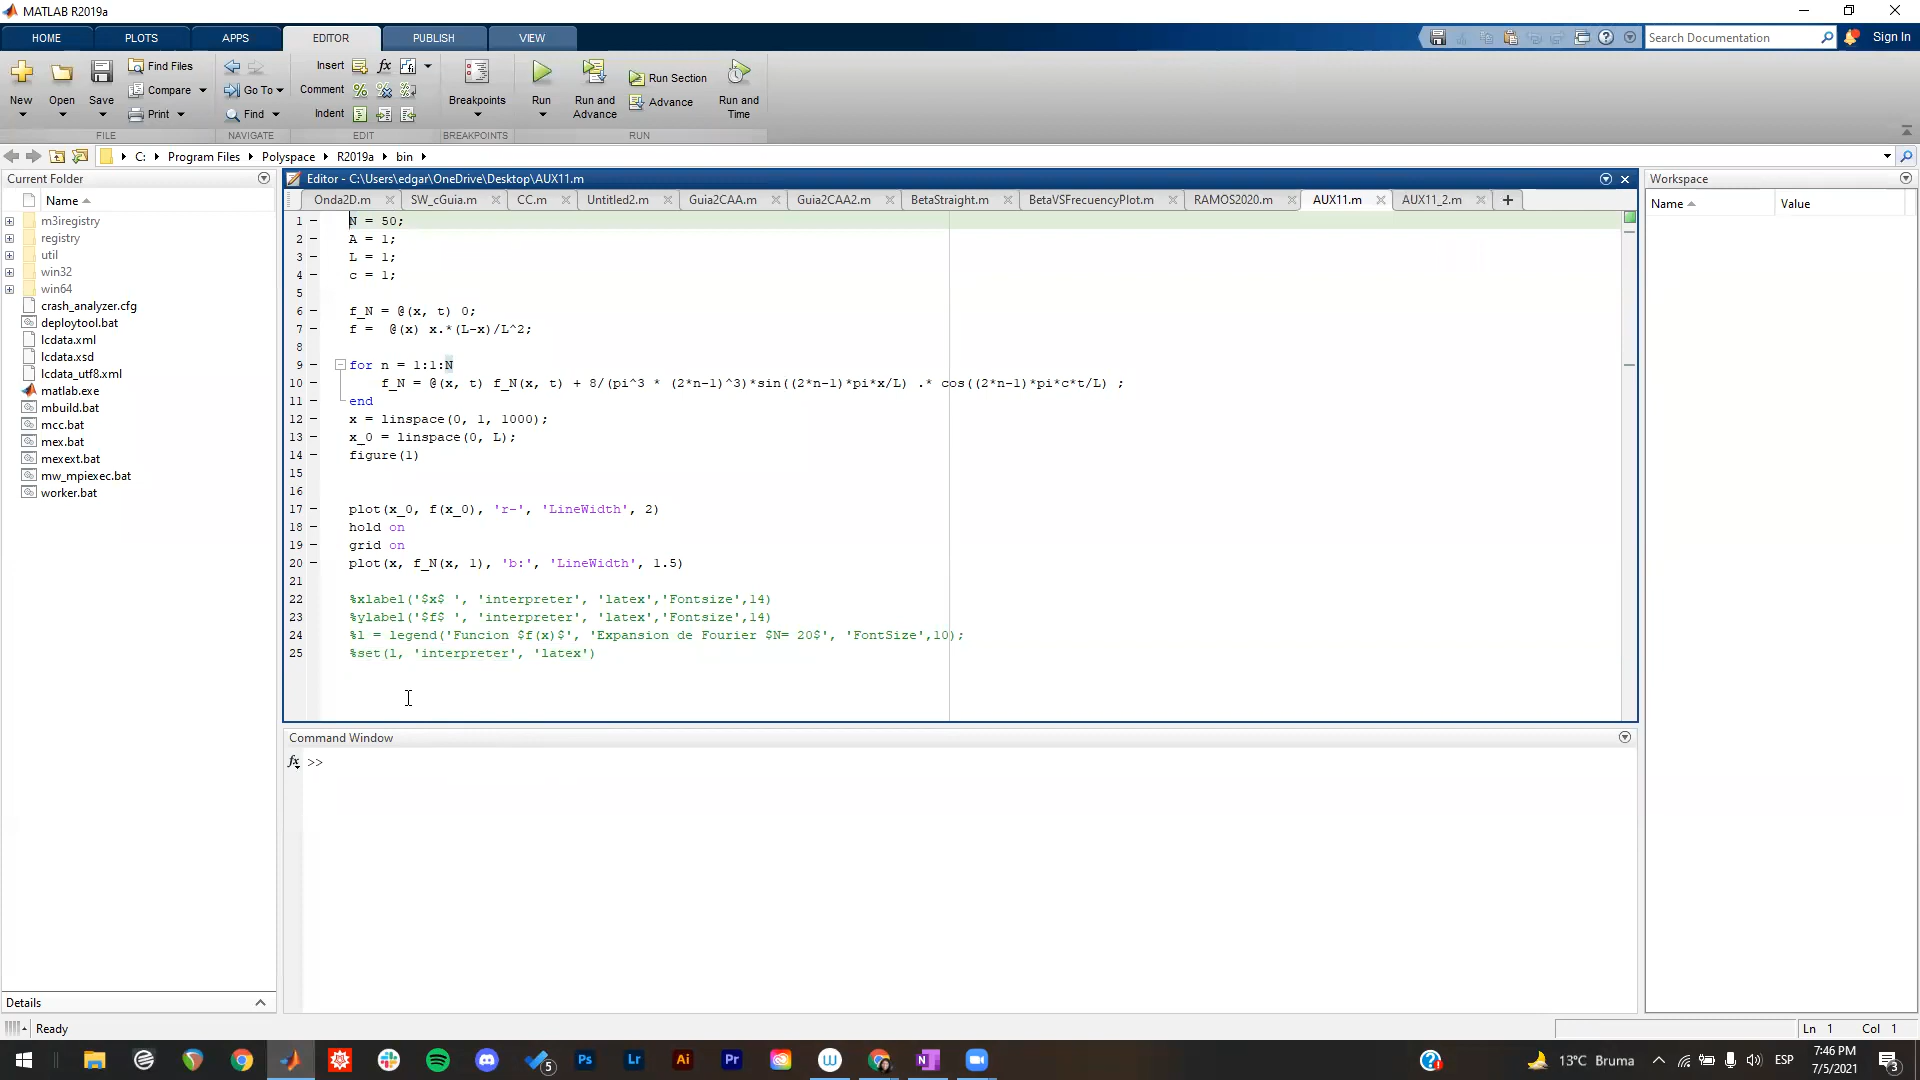 MATLAB R2019a
HOME PLOTS APPS EDITOR PUBLISH VIEW Search Documentation Sign In
New Open Save Find Files Compare Print
Go To Find
Insert fx Comment % Indent
Breakpoints Run Run and Advance Run Section Advance Run and Time
FILE NAVIGATE EDIT BREAKPOINTS RUN
C: Program Files Polyspace R2019a bin
Current Folder
Name
m3iregistry
registry
util
win32
win64
crash_analyzer.cfg
deploytool.bat
lcdata.xml
lcdata.xsd
lcdata_utf8.xml
matlab.exe
mbuild.bat
mcc.bat
mex.bat
mexext.bat
mw_mpiexec.bat
worker.bat
Details
Editor - C:\Users\edgar\OneDrive\Desktop\AUX11.m
Onda2D.m SW_cGuia.m CC.m Untitled2.m Guia2CAA.m Guia2CAA2.m BetaStraight.m BetaVSFrecuencyPlot.m RAMOS2020.m AUX11.m AUX11_2.m +
1 N = 50;
2 A = 1;
3 L = 1;
4 c = 1;
5
6 f_N = @(x, t) 0;
7 f =  @(x) x.*(L-x)/L^2;
8
9 for n = 1:1:N
10 f_N = @(x, t) f_N(x, t) + 8/(pi^3 * (2*n-1)^3)*sin((2*n-1)*pi*x/L) .* cos((2*n-1)*pi*c*t/L) ;
11 end
12 x = linspace(0, 1, 1000);
13 x_0 = linspace(0, L);
14 figure(1)
15
16
17 plot(x_0, f(x_0), 'r-', 'LineWidth', 2)
18 hold on
19 grid on
20 plot(x, f_N(x, 1), 'b:', 'LineWidth', 1.5)
21
22 %xlabel('$x$ ', 'interpreter', 'latex','Fontsize',14)
23 %ylabel('$f$ ', 'interpreter', 'latex','Fontsize',14)
24 %l = legend('Funcion $f(x)$', 'Expansion de Fourier $N= 20$', 'FontSize',10);
25 %set(l, 'interpreter', 'latex')
Command Window
fx >>
Workspace
Name Value
Ready
Ln 1 Col 1
5 Ps Lr Ai Pr W N 13°C Bruma ESP 7:46 PM
7/5/2021 3